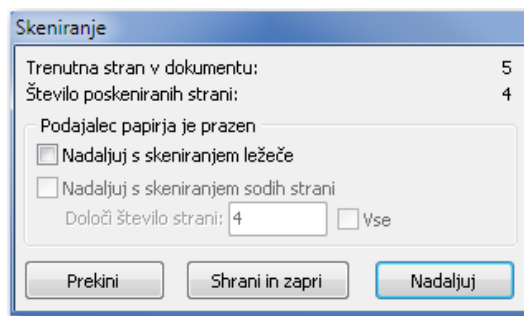 Skeniranje
Trenutna stran v dokumentu: 5
Število poskeniranih strani: 4
Podajalec papirja je prazen
Nadaljuj s skeniranjem ležeče
Nadaljuj s skeniranjem sodih strani
Določi število strani: 4 Vse
Prekini Shrani in zapri Nadaljuj